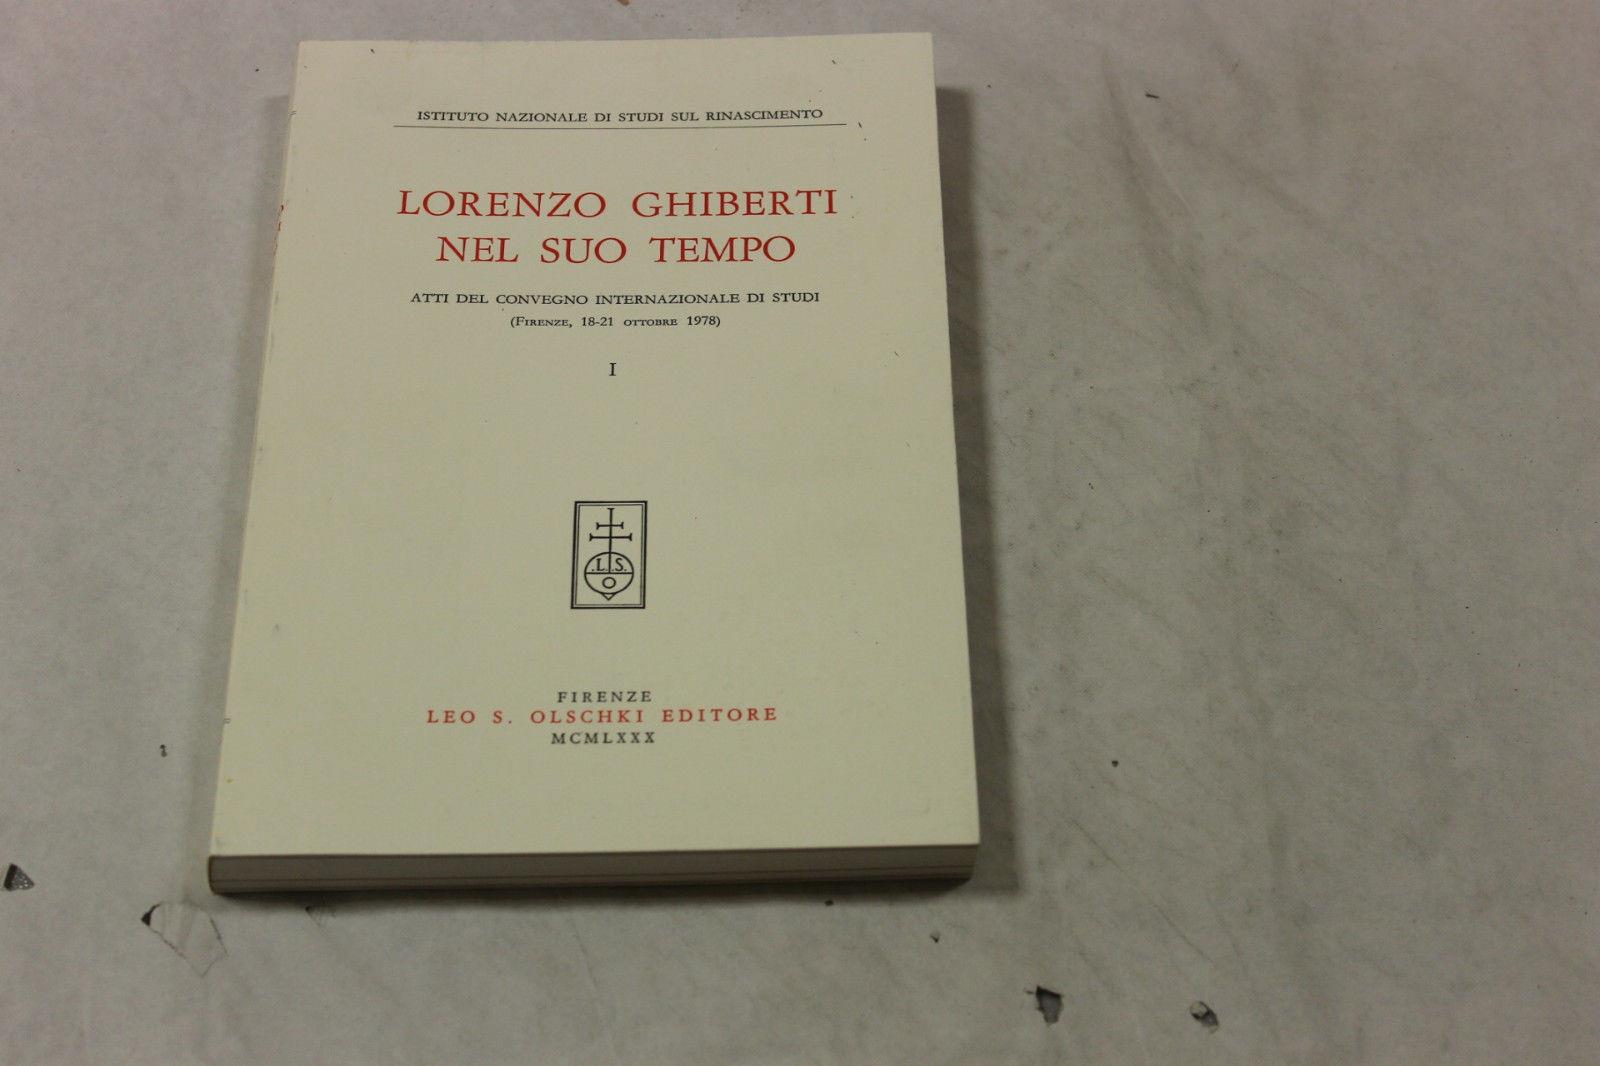 ISTITUTO NAZIONALE DI STUDI SUL RINASCIMENTO
LORENZO GHIBERTI
NEL SUO TEMPO
ATTI DEL CONVEGNO INTERNAZIONALE DI STUDI
(FIRENZE, 18-21 OTTOBRE 1978)
I
.L.S.
O
FIRENZE
LEO S. OLSCHKI EDITORE
MCMLXXX